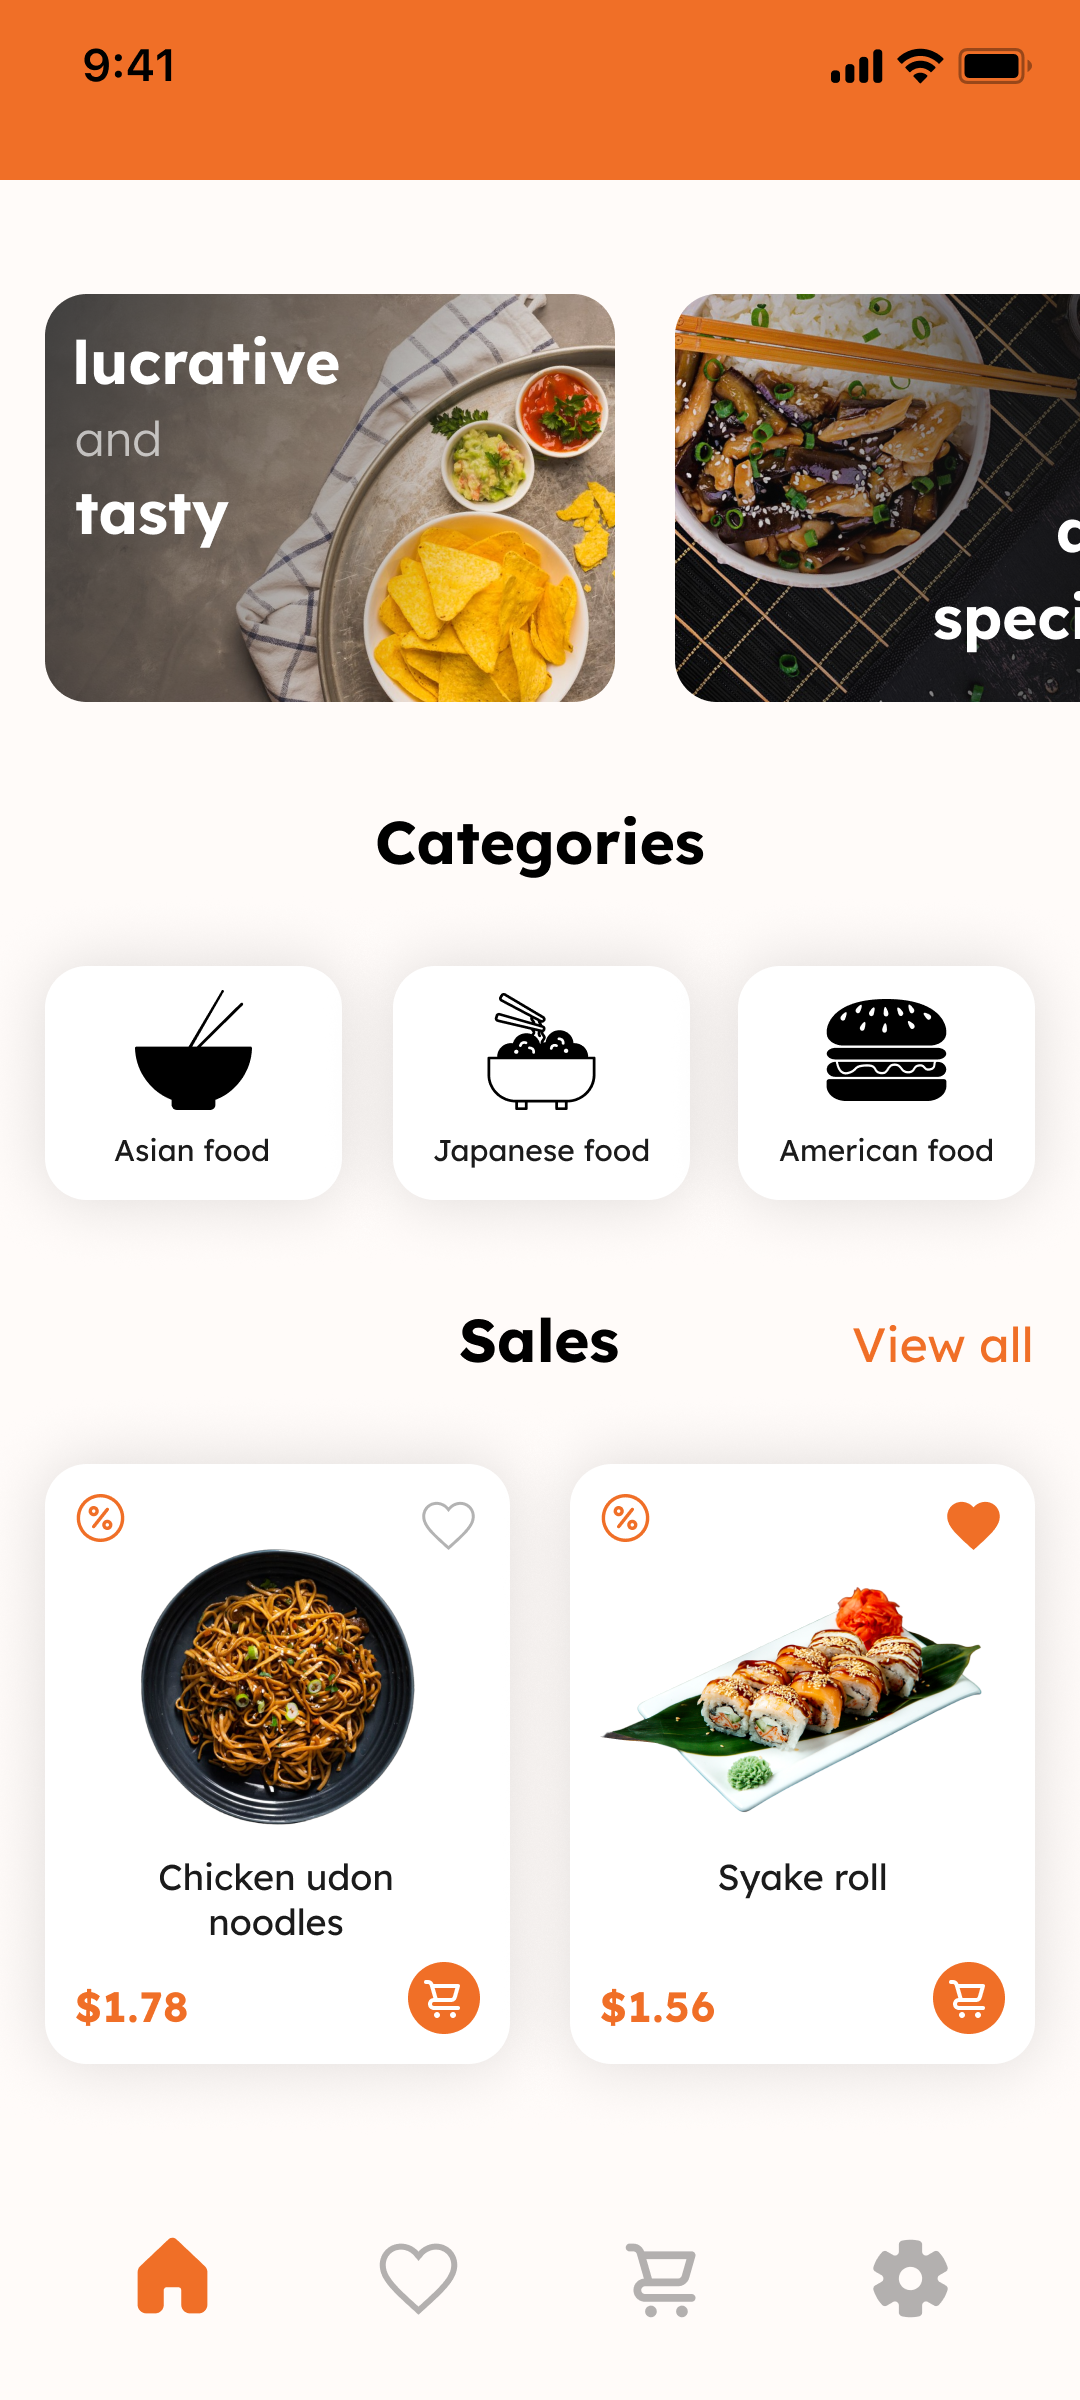 9:41
lucrative
and
tasty
Categories
Asian food
Japanese food
American food
Sales
View all
%
%
Chicken udon
noodles
Syake roll
$1.78
$1.56